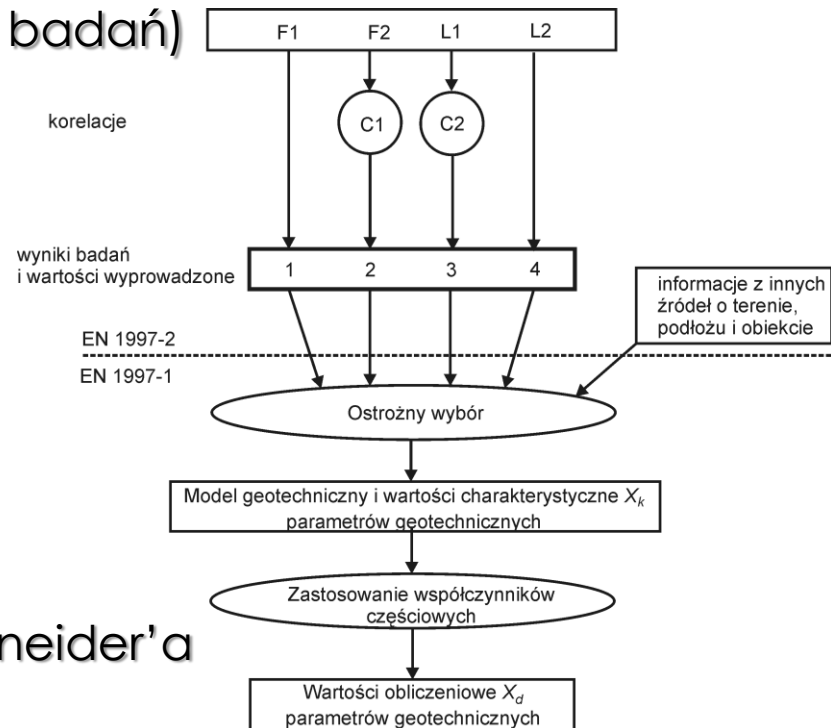 badań)
F1 F2 L1 L2
korelacje
C1 C2
wyniki badań
i wartości wyprowadzone
1 2 3 4
informacje z innych
źródeł o terenie,
podłożu i obiekcie
EN 1997-2
EN 1997-1
Ostrożny wybór
Model geotechniczny i wartości charakterystyczne Xₖ
parametrów geotechnicznych
Zastosowanie współczynników
częściowych
neider'a
Wartości obliczeniowe X_d
parametrów geotechnicznych